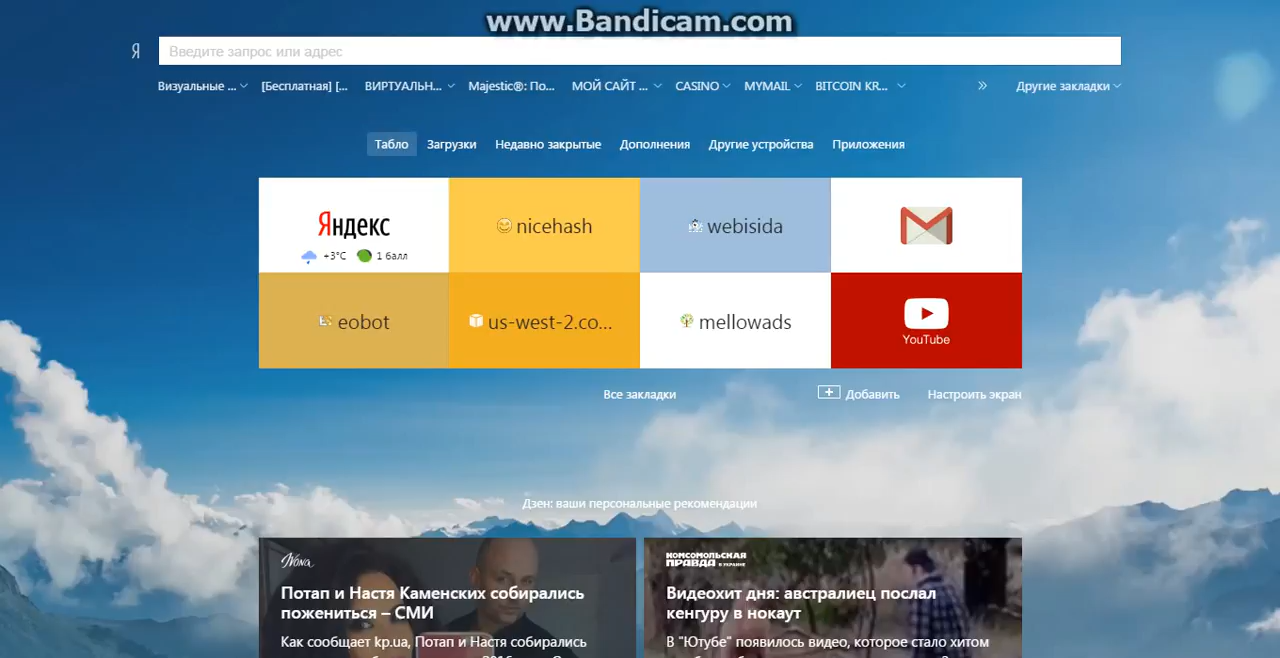 www.Bandicam.com
Я Введите запрос или адрес
Визуальные ... [Бесплатная] [... ВИРТУАЛЬН... Majestic®: По... МОЙ САЙТ ... CASINO MYMAIL BITCOIN KR... » Другие закладки
Табло Загрузки Недавно закрытые Дополнения Другие устройства Приложения
Яндекс
+3°C 1 балл
nicehash
webisida
eobot
us-west-2.co...
mellowads
YouTube
Все закладки Добавить Настроить экран
Дзен: ваши персональные рекомендации
Wona
Потап и Настя Каменских собирались
пожениться – СМИ
Как сообщает kp.ua, Потап и Настя собирались
КОМСОМОЛЬСКАЯ
ПРАВДА В УКРАИНЕ
Видеохит дня: австралиец послал
кенгуру в нокаут
В "Ютубе" появилось видео, которое стало хитом